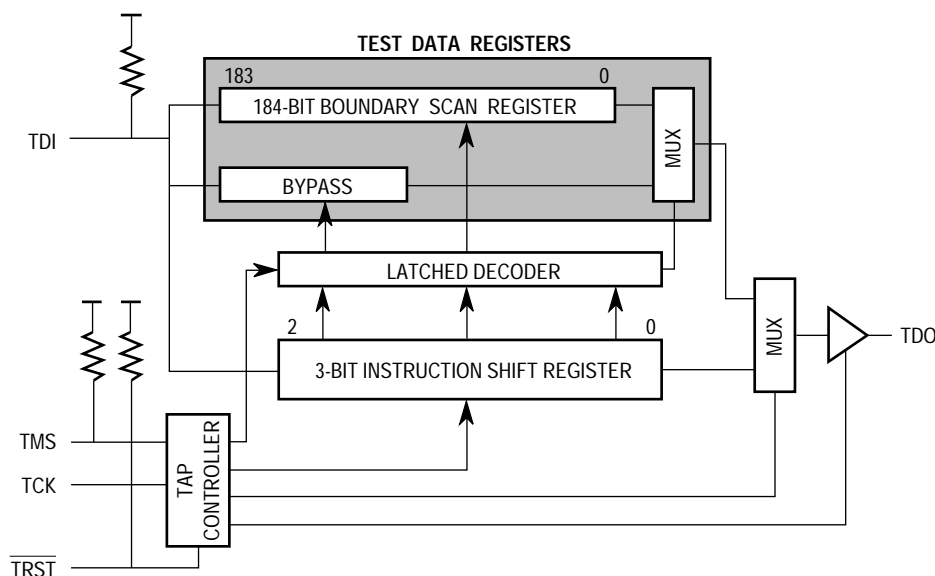 TEST DATA REGISTERS
183
0
184-BIT BOUNDARY SCAN REGISTER
MUX
TDI
BYPASS
LATCHED DECODER
2
0
3-BIT INSTRUCTION SHIFT REGISTER
MUX
TDO
TMS
TAP
CONTROLLER
TCK
TRST